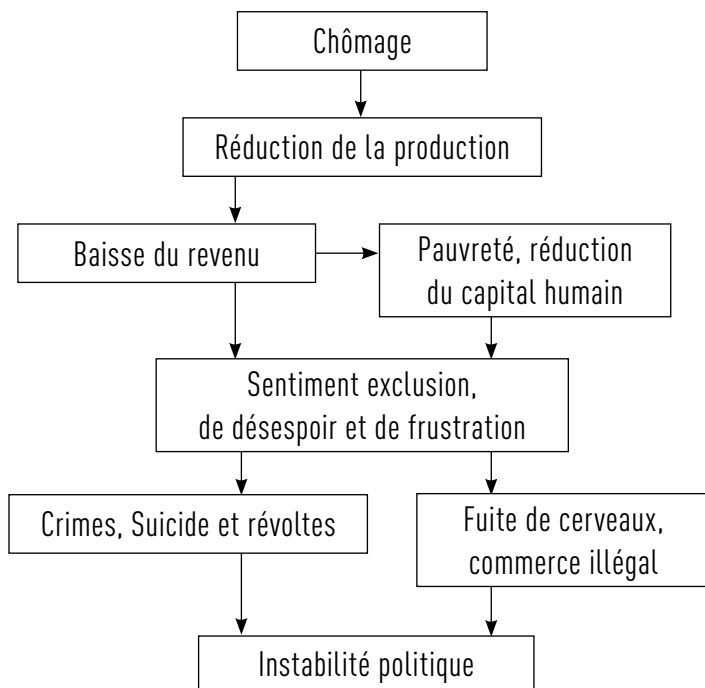 Chômage
Réduction de la production
Baisse du revenu
Pauvreté, réduction
du capital humain
Sentiment exclusion,
de désespoir et de frustration
Crimes, Suicide et révoltes
Fuite de cerveaux,
commerce illégal
Instabilité politique